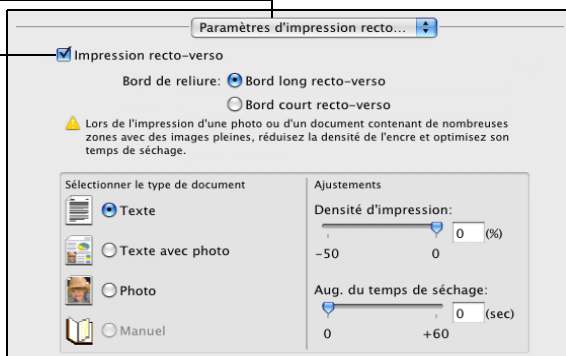 Paramètres d'impression recto...
Impression recto-verso
Bord de reliure: Bord long recto-verso
Bord court recto-verso
Lors de l'impression d'une photo ou d'un document contenant de nombreuses
zones avec des images pleines, réduisez la densité de l'encre et optimisez son
temps de séchage.
Sélectionner le type de document
Texte
Texte avec photo
Photo
Manuel
Ajustements
Densité d'impression:
0 (%)
-50 0
Aug. du temps de séchage:
0 (sec)
0 +60